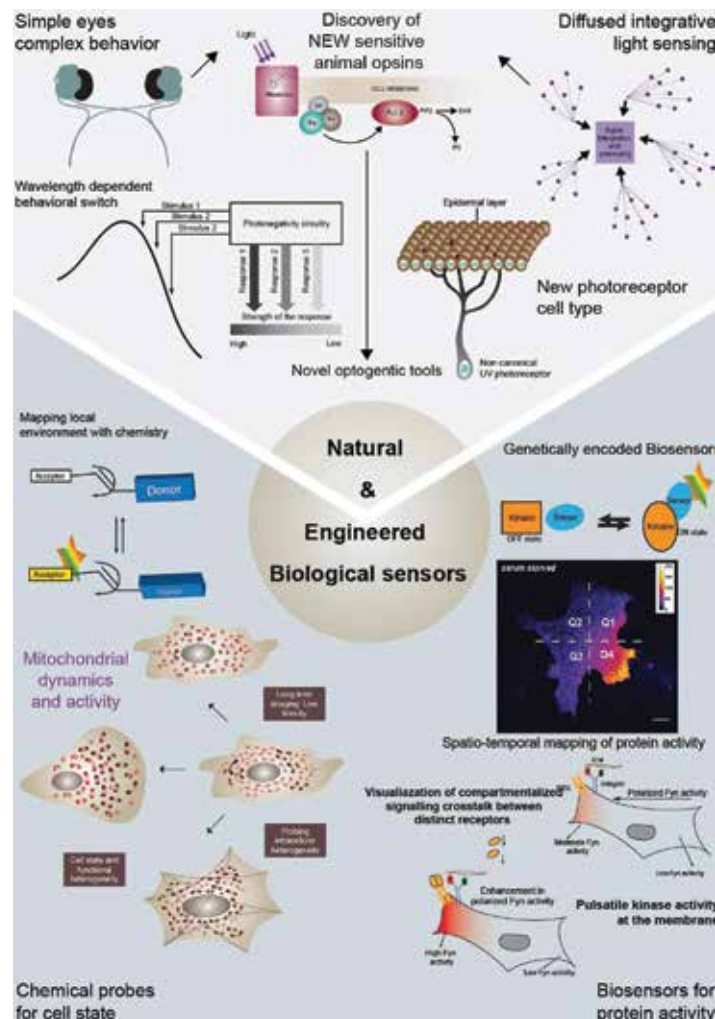 Simple eyes
complex behavior
Discovery of
NEW sensitive
animal opsins
Diffused integrative
light sensing
Light
CELL MEMBRANE
Wavelength dependent
behavioral switch
Stimulus 1
Stimulus 2
Stimulus 3
Photonegativity circuitry
Response 1
Response 2
Response 3
Strength of the response
High
Low
Epidermal layer
New photoreceptor
cell type
Non-canonical
UV photoreceptor
Novel optogentic tools
Natural
&
Engineered
Biological sensors
Mapping local
environment with chemistry
Acceptor
Donor
Acceptor
Donor
Mitochondrial
dynamics
and activity
Long term
imaging: Low
toxicity
Probing
intracellular
heterogeneity
Cell state and
functional
heterogeneity
Chemical probes
for cell state
Genetically encoded Biosensors
Kinase
OFF state
Kinase
ON state
serum starved
Q2
Q1
Q3
Q4
Spatio-temporal mapping of protein activity
Visualiazation of compartmentalized
signalling crosstalk between
distinct receptors
ECM
Integrin
Polarized Fyn activity
Moderate Fyn
activity
Low Fyn activity
Enhancement in
polarized Fyn activity
High Fyn
activity
Low Fyn
activity
Pulsatile kinase activity
at the membrane
Biosensors for
protein activity